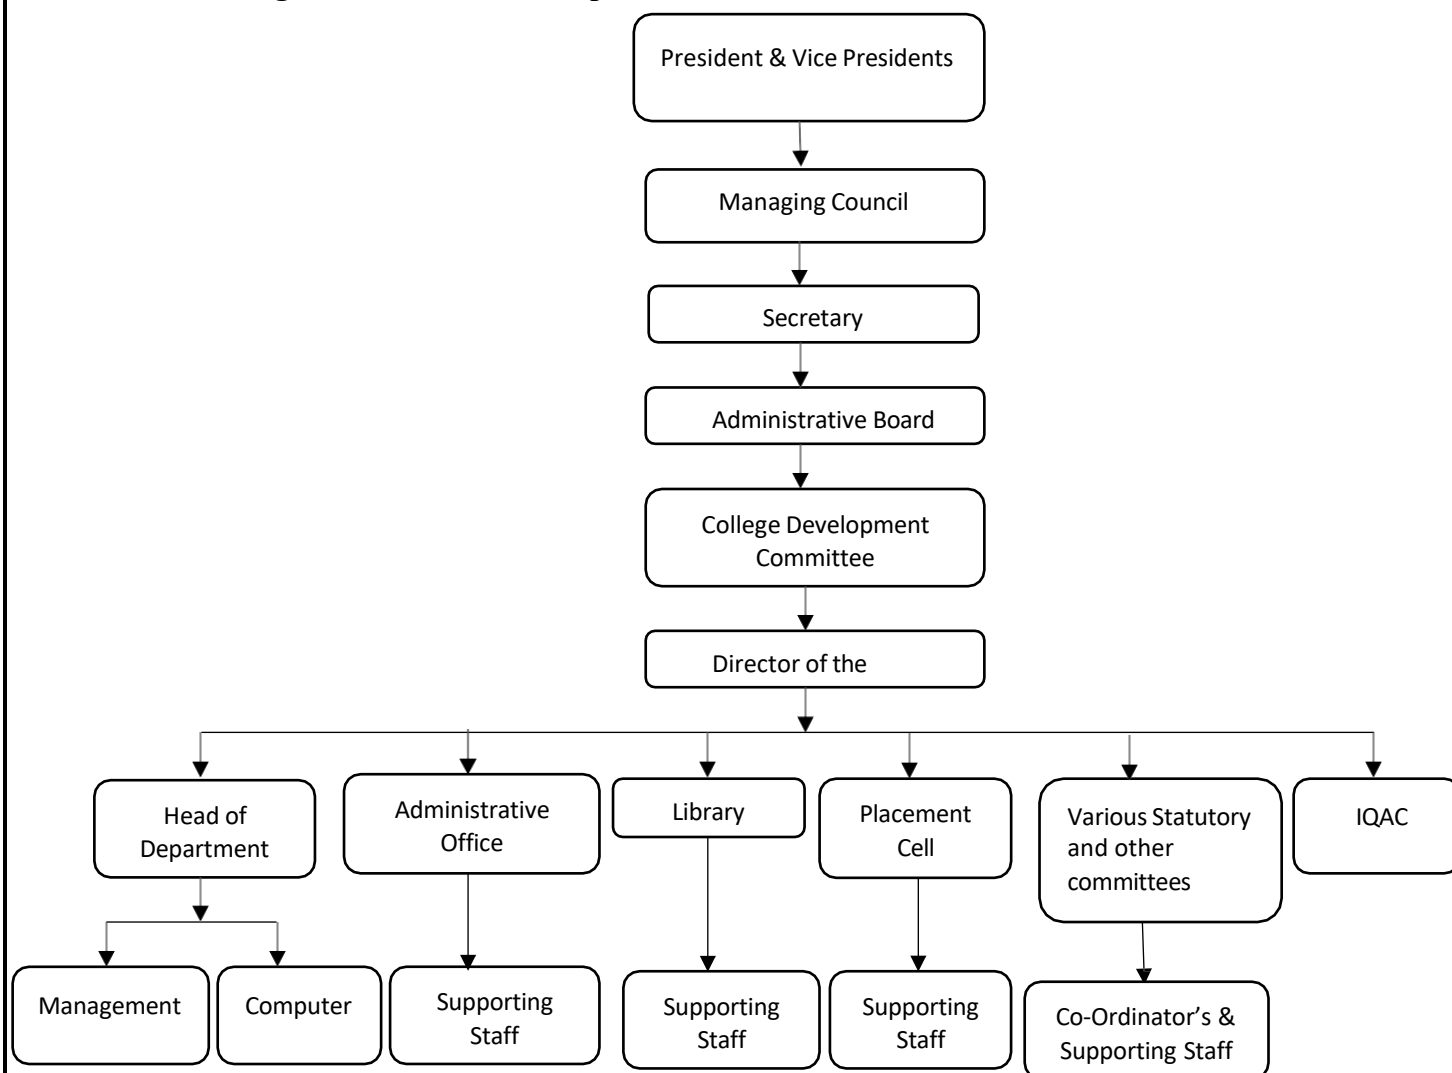 President & Vice Presidents
Managing Council
Secretary
Administrative Board
College Development
Committee
Director of the
Head of
Department
Administrative
Office
Library
Placement
Cell
Various Statutory
and other
committees
IQAC
Management
Computer
Supporting
Staff
Supporting
Staff
Supporting
Staff
Co-Ordinator’s &
Supporting Staff